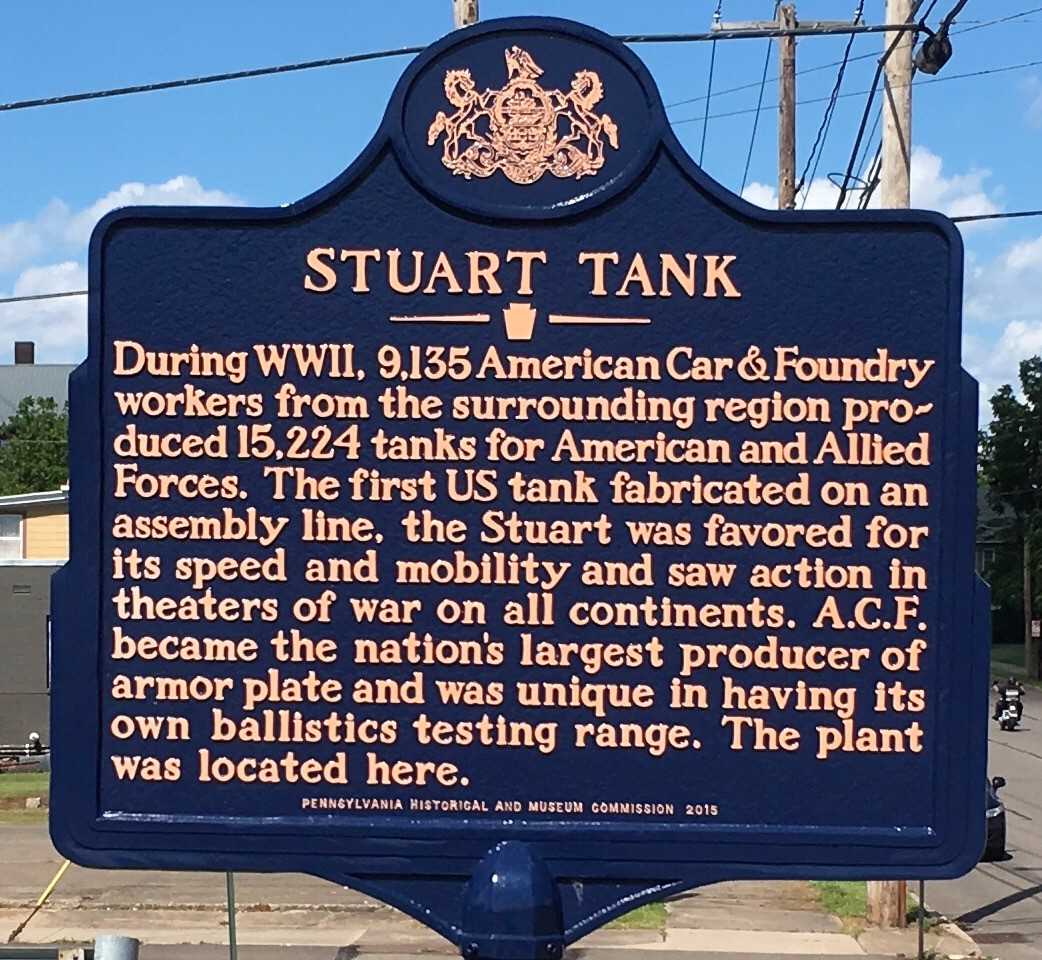 STUART TANK
During WWII, 9,135 American Car & Foundry
workers from the surrounding region pro-
duced 15,224 tanks for American and Allied
Forces. The first US tank fabricated on an
assembly line, the Stuart was favored for
its speed and mobility and saw action in
theaters of war on all continents. A.C.F.
became the nation's largest producer of
armor plate and was unique in having its
own ballistics testing range. The plant
was located here.
PENNSYLVANIA HISTORICAL AND MUSEUM COMMISSION 2015